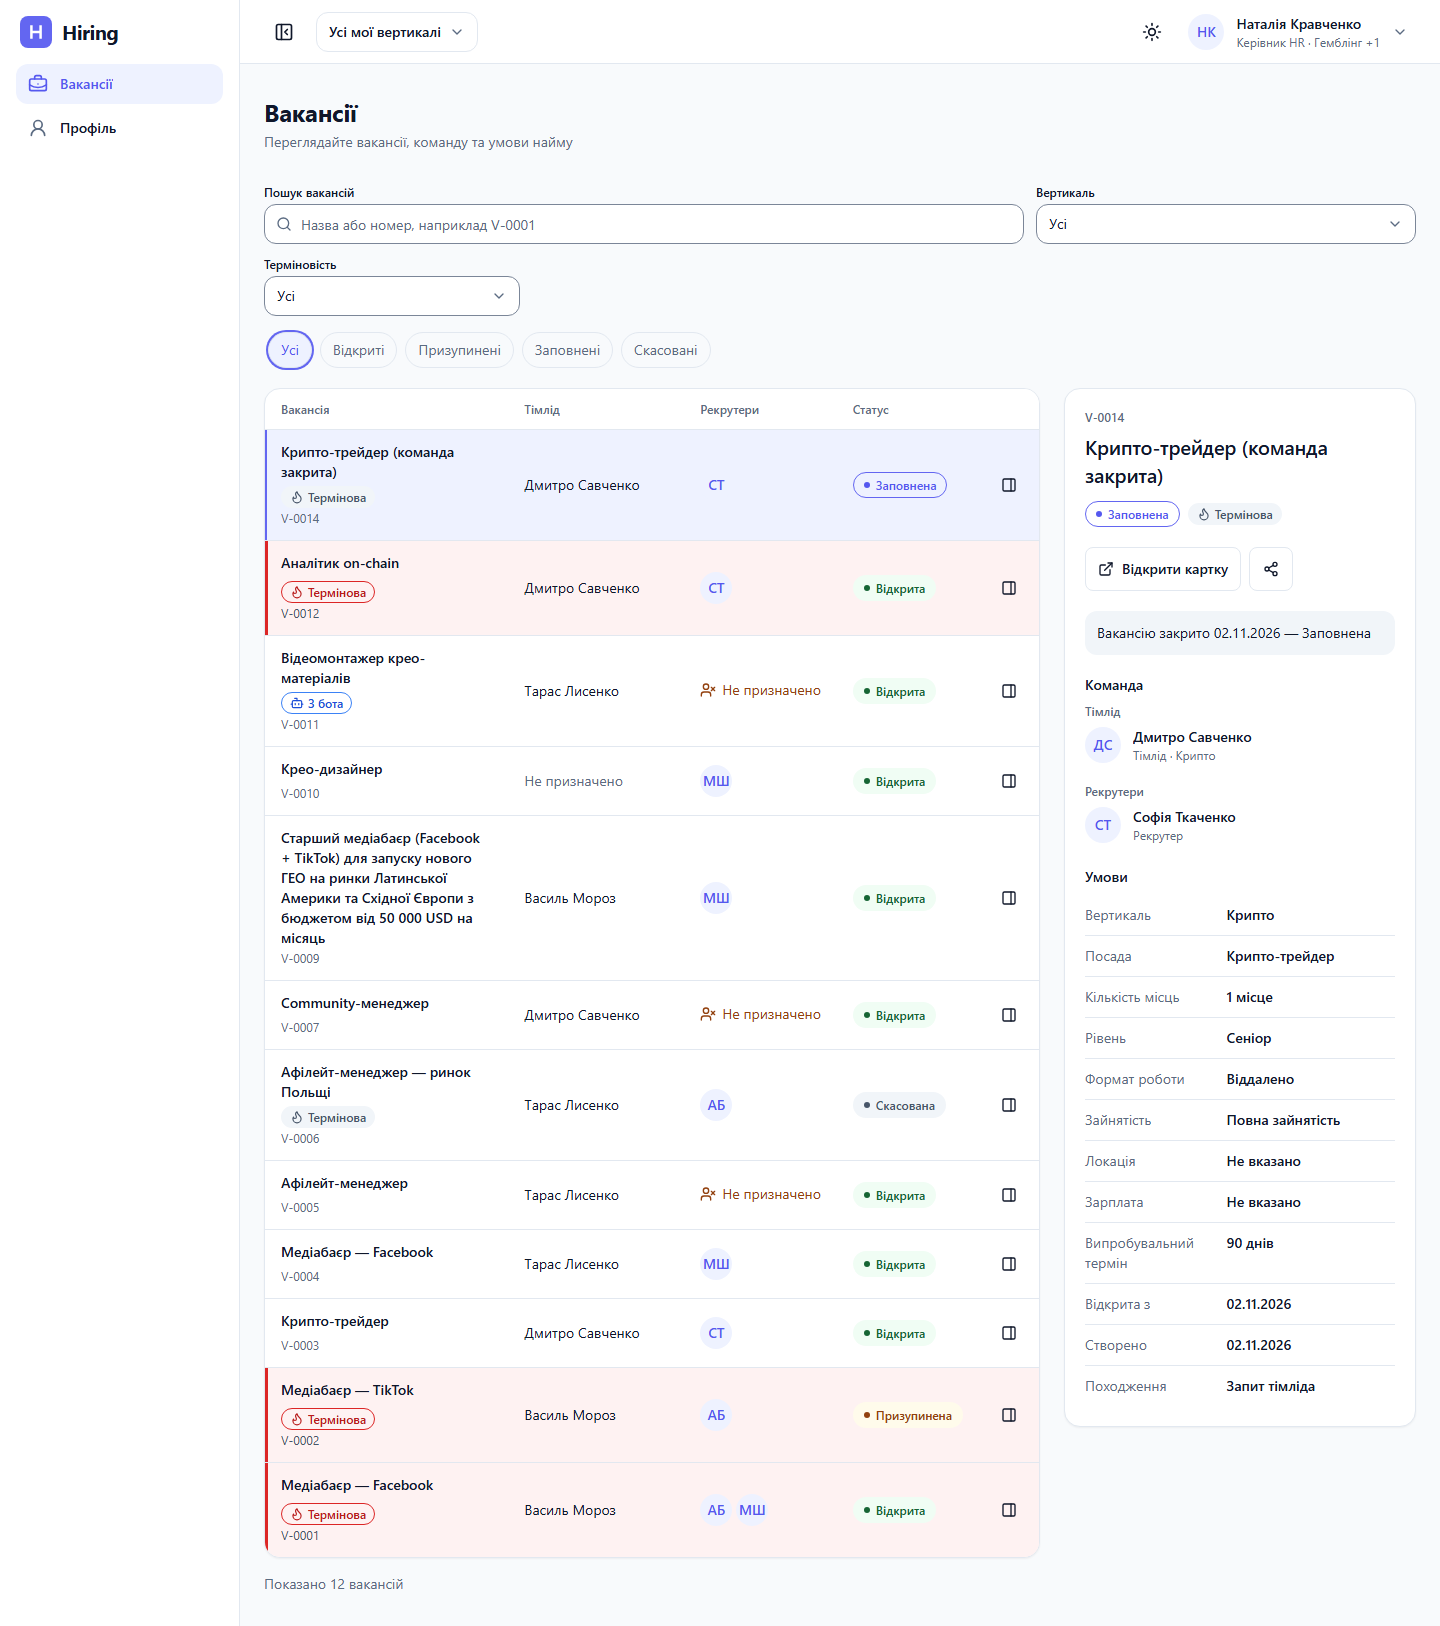 H Hiring
Вакансії
Профіль
Усі мої вертикалі
НК
Наталія Кравченко
Керівник HR · Гемблінг +1
Вакансії
Переглядайте вакансії, команду та умови найму
Пошук вакансій
Назва або номер, наприклад V-0001
Вертикаль
Усі
Терміновість
Усі
Усі Відкриті Призупинені Заповнені Скасовані
Вакансія Тімлід Рекрутери Статус
Крипто-трейдер (команда
закрита)
Термінова
V-0014
Дмитро Савченко
СТ
Заповнена
Аналітик on-chain
Термінова
V-0012
Дмитро Савченко
СТ
Відкрита
Відеомонтажер крео-
матеріалів
З бота
V-0011
Тарас Лисенко
Не призначено
Відкрита
Крео-дизайнер
V-0010
Не призначено
МШ
Відкрита
Старший медіабаєр (Facebook
+ TikTok) для запуску нового
ГЕО на ринки Латинської
Америки та Східної Європи з
бюджетом від 50 000 USD на
місяць
V-0009
Василь Мороз
МШ
Відкрита
Community-менеджер
V-0007
Дмитро Савченко
Не призначено
Відкрита
Афілейт-менеджер — ринок
Польщі
Термінова
V-0006
Тарас Лисенко
АБ
Скасована
Афілейт-менеджер
V-0005
Тарас Лисенко
Не призначено
Відкрита
Медіабаєр — Facebook
V-0004
Тарас Лисенко
МШ
Відкрита
Крипто-трейдер
V-0003
Дмитро Савченко
СТ
Відкрита
Медіабаєр — TikTok
Термінова
V-0002
Василь Мороз
АБ
Призупинена
Медіабаєр — Facebook
Термінова
V-0001
Василь Мороз
АБ МШ
Відкрита
Показано 12 вакансій
V-0014
Крипто-трейдер (команда
закрита)
Заповнена Термінова
Відкрити картку
Вакансію закрито 02.11.2026 — Заповнена
Команда
Тімлід
ДС
Дмитро Савченко
Тімлід · Крипто
Рекрутери
СТ
Софія Ткаченко
Рекрутер
Умови
Вертикаль Крипто
Посада Крипто-трейдер
Кількість місць 1 місце
Рівень Сеніор
Формат роботи Віддалено
Зайнятість Повна зайнятість
Локація Не вказано
Зарплата Не вказано
Випробувальний
термін
90 днів
Відкрита з 02.11.2026
Створено 02.11.2026
Походження Запит тімліда